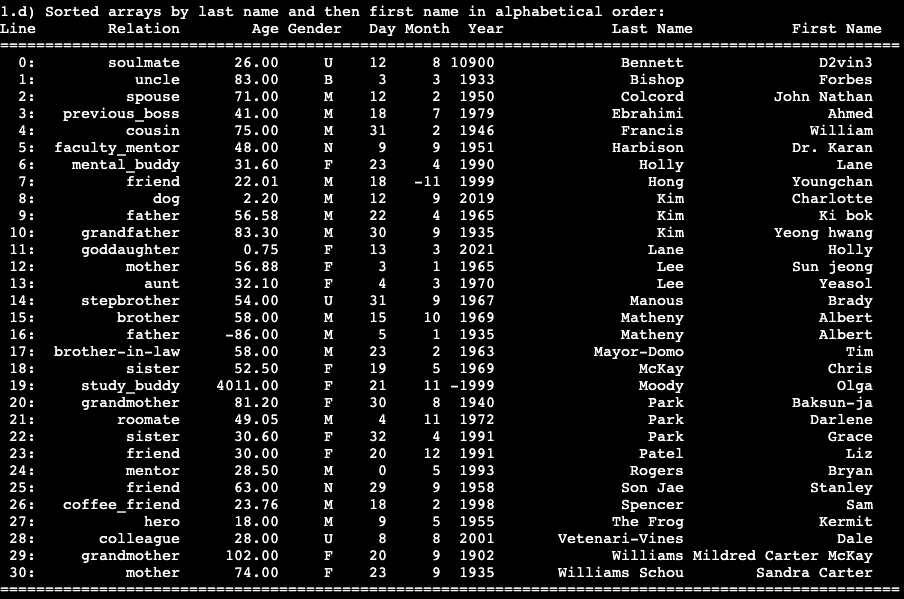 1.d) Sorted arrays by last name and then first name in alphabetical order:
Line Relation Age Gender Day Month Year Last Name First Name
====================================================================================================
0: soulmate 26.00 U 12 8 10900 Bennett D2vin3
1: uncle 83.00 B 3 3 1933 Bishop Forbes
2: spouse 71.00 M 12 2 1950 Colcord John Nathan
3: previous_boss 41.00 M 18 7 1979 Ebrahimi Ahmed
4: cousin 75.00 M 31 2 1946 Francis William
5: faculty_mentor 48.00 N 9 9 1951 Harbison Dr. Karan
6: mental_buddy 31.60 F 23 4 1990 Holly Lane
7: friend 22.01 M 18 -11 1999 Hong Youngchan
8: dog 2.20 M 12 9 2019 Kim Charlotte
9: father 56.58 M 22 4 1965 Kim Ki bok
10: grandfather 83.30 M 30 9 1935 Kim Yeong hwang
11: goddaughter 0.75 F 13 3 2021 Lane Holly
12: mother 56.88 F 3 1 1965 Lee Sun jeong
13: aunt 32.10 F 4 3 1970 Lee Yeasol
14: stepbrother 54.00 U 31 9 1967 Manous Brady
15: brother 58.00 M 15 10 1969 Matheny Albert
16: father -86.00 M 5 1 1935 Matheny Albert
17: brother-in-law 58.00 M 23 2 1963 Mayor-Domo Tim
18: sister 52.50 F 19 5 1969 McKay Chris
19: study_buddy 4011.00 F 21 11 -1999 Moody Olga
20: grandmother 81.20 F 30 8 1940 Park Baksun-ja
21: roomate 49.05 M 4 11 1972 Park Darlene
22: sister 30.60 F 32 4 1991 Park Grace
23: friend 30.00 F 20 12 1991 Patel Liz
24: mentor 28.50 M 0 5 1993 Rogers Bryan
25: friend 63.00 N 29 9 1958 Son Jae Stanley
26: coffee_friend 23.76 M 18 2 1998 Spencer Sam
27: hero 18.00 M 9 5 1955 The Frog Kermit
28: colleague 28.00 U 8 8 2001 Vetenari-Vines Dale
29: grandmother 102.00 F 20 9 1902 Williams Mildred Carter McKay
30: mother 74.00 F 23 9 1935 Williams Schou Sandra Carter
====================================================================================================